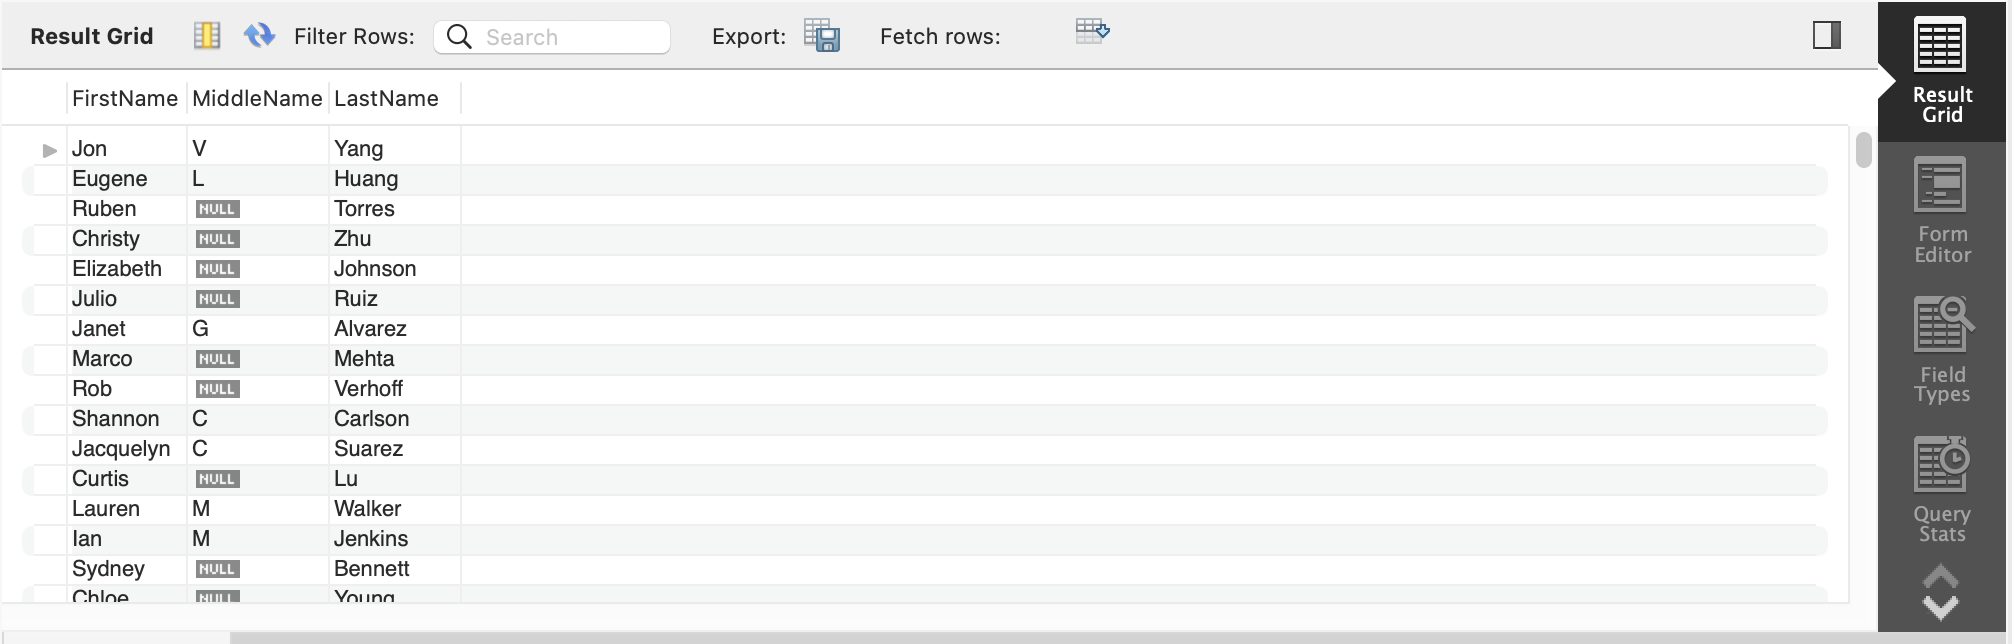 Result Grid Filter Rows: Search Export: Fetch rows:
FirstName MiddleName LastName
Jon V Yang
Eugene L Huang
Ruben NULL Torres
Christy NULL Zhu
Elizabeth NULL Johnson
Julio NULL Ruiz
Janet G Alvarez
Marco NULL Mehta
Rob NULL Verhoff
Shannon C Carlson
Jacquelyn C Suarez
Curtis NULL Lu
Lauren M Walker
Ian M Jenkins
Sydney NULL Bennett
Chloe NULL Young
Result
Grid
Form
Editor
Field
Types
Query
Stats